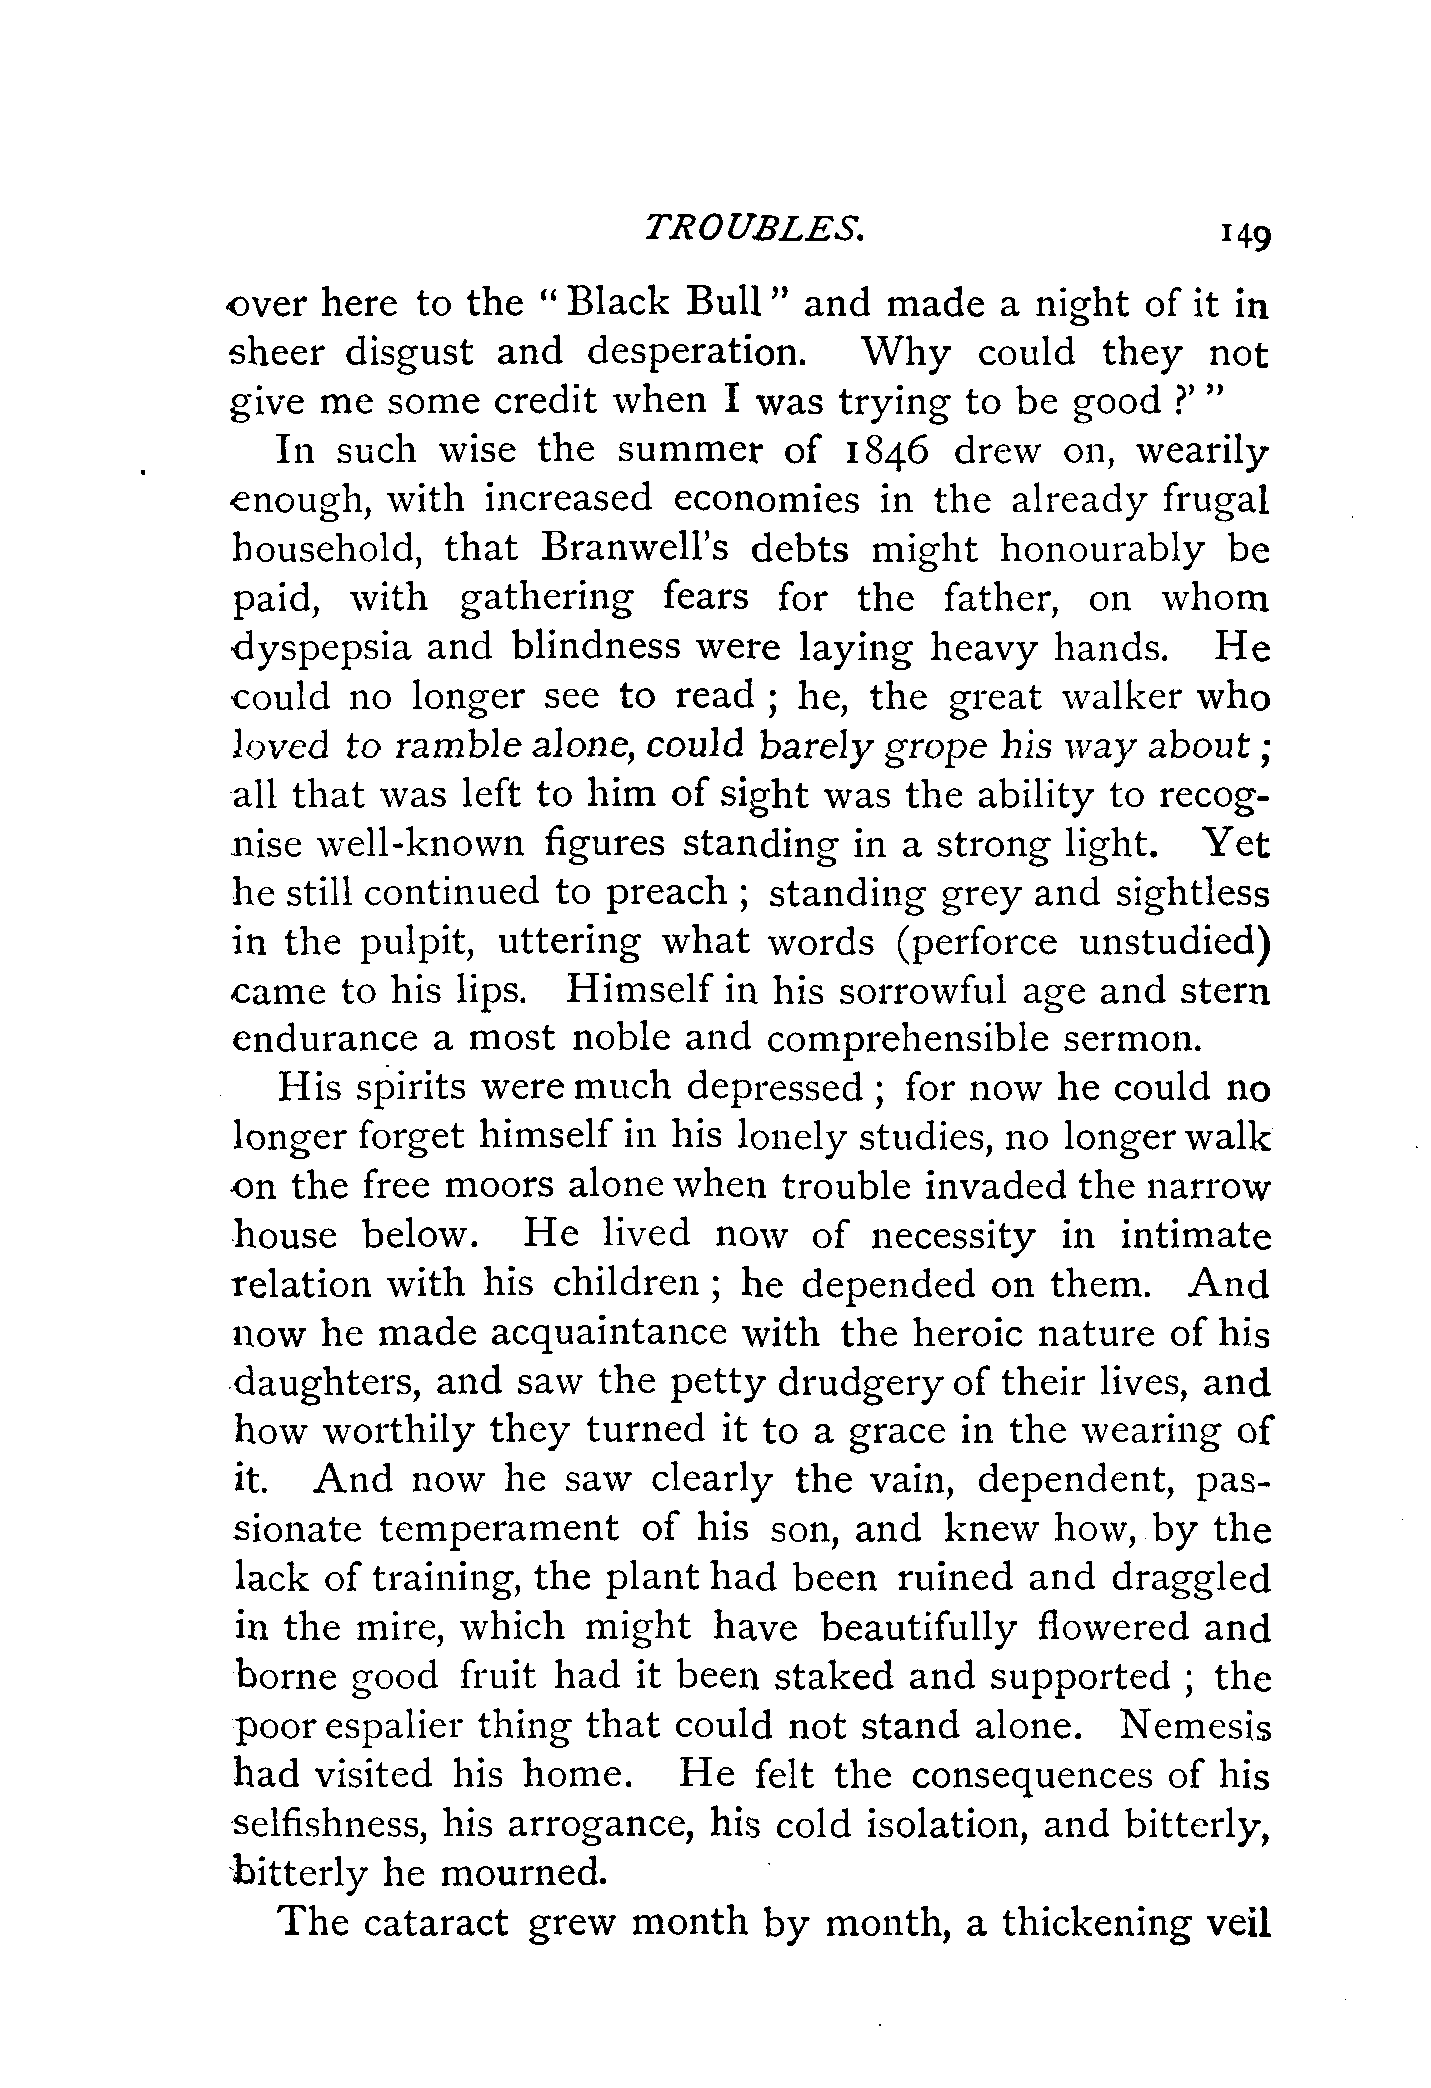 TROUBLES. 149
over here to the “ Black Bull ” and made a night of it in
sheer disgust and desperation. Why could they not
give me some credit when I was trying to be good ?’ ”
In such wise the summer of 1846 drew on, wearily
enough, with increased economies in the already frugal
household, that Branwell’s debts might honourably be
paid, with gathering fears for the father, on whom
dyspepsia and blindness were laying heavy hands. He
could no longer see to read ; he, the great walker who
loved to ramble alone, could barely grope his way about ;
all that was left to him of sight was the ability to recog-
nise well-known figures standing in a strong light. Yet
he still continued to preach ; standing grey and sightless
in the pulpit, uttering what words (perforce unstudied)
came to his lips. Himself in his sorrowful age and stern
endurance a most noble and comprehensible sermon.
His spirits were much depressed ; for now he could no
longer forget himself in his lonely studies, no longer walk
on the free moors alone when trouble invaded the narrow
house below. He lived now of necessity in intimate
relation with his children ; he depended on them. And
now he made acquaintance with the heroic nature of his
daughters, and saw the petty drudgery of their lives, and
how worthily they turned it to a grace in the wearing of
it. And now he saw clearly the vain, dependent, pas-
sionate temperament of his son, and knew how, by the
lack of training, the plant had been ruined and draggled
in the mire, which might have beautifully flowered and
borne good fruit had it been staked and supported ; the
poor espalier thing that could not stand alone. Nemesis
had visited his home. He felt the consequences of his
selfishness, his arrogance, his cold isolation, and bitterly,
bitterly he mourned.
The cataract grew month by month, a thickening veil